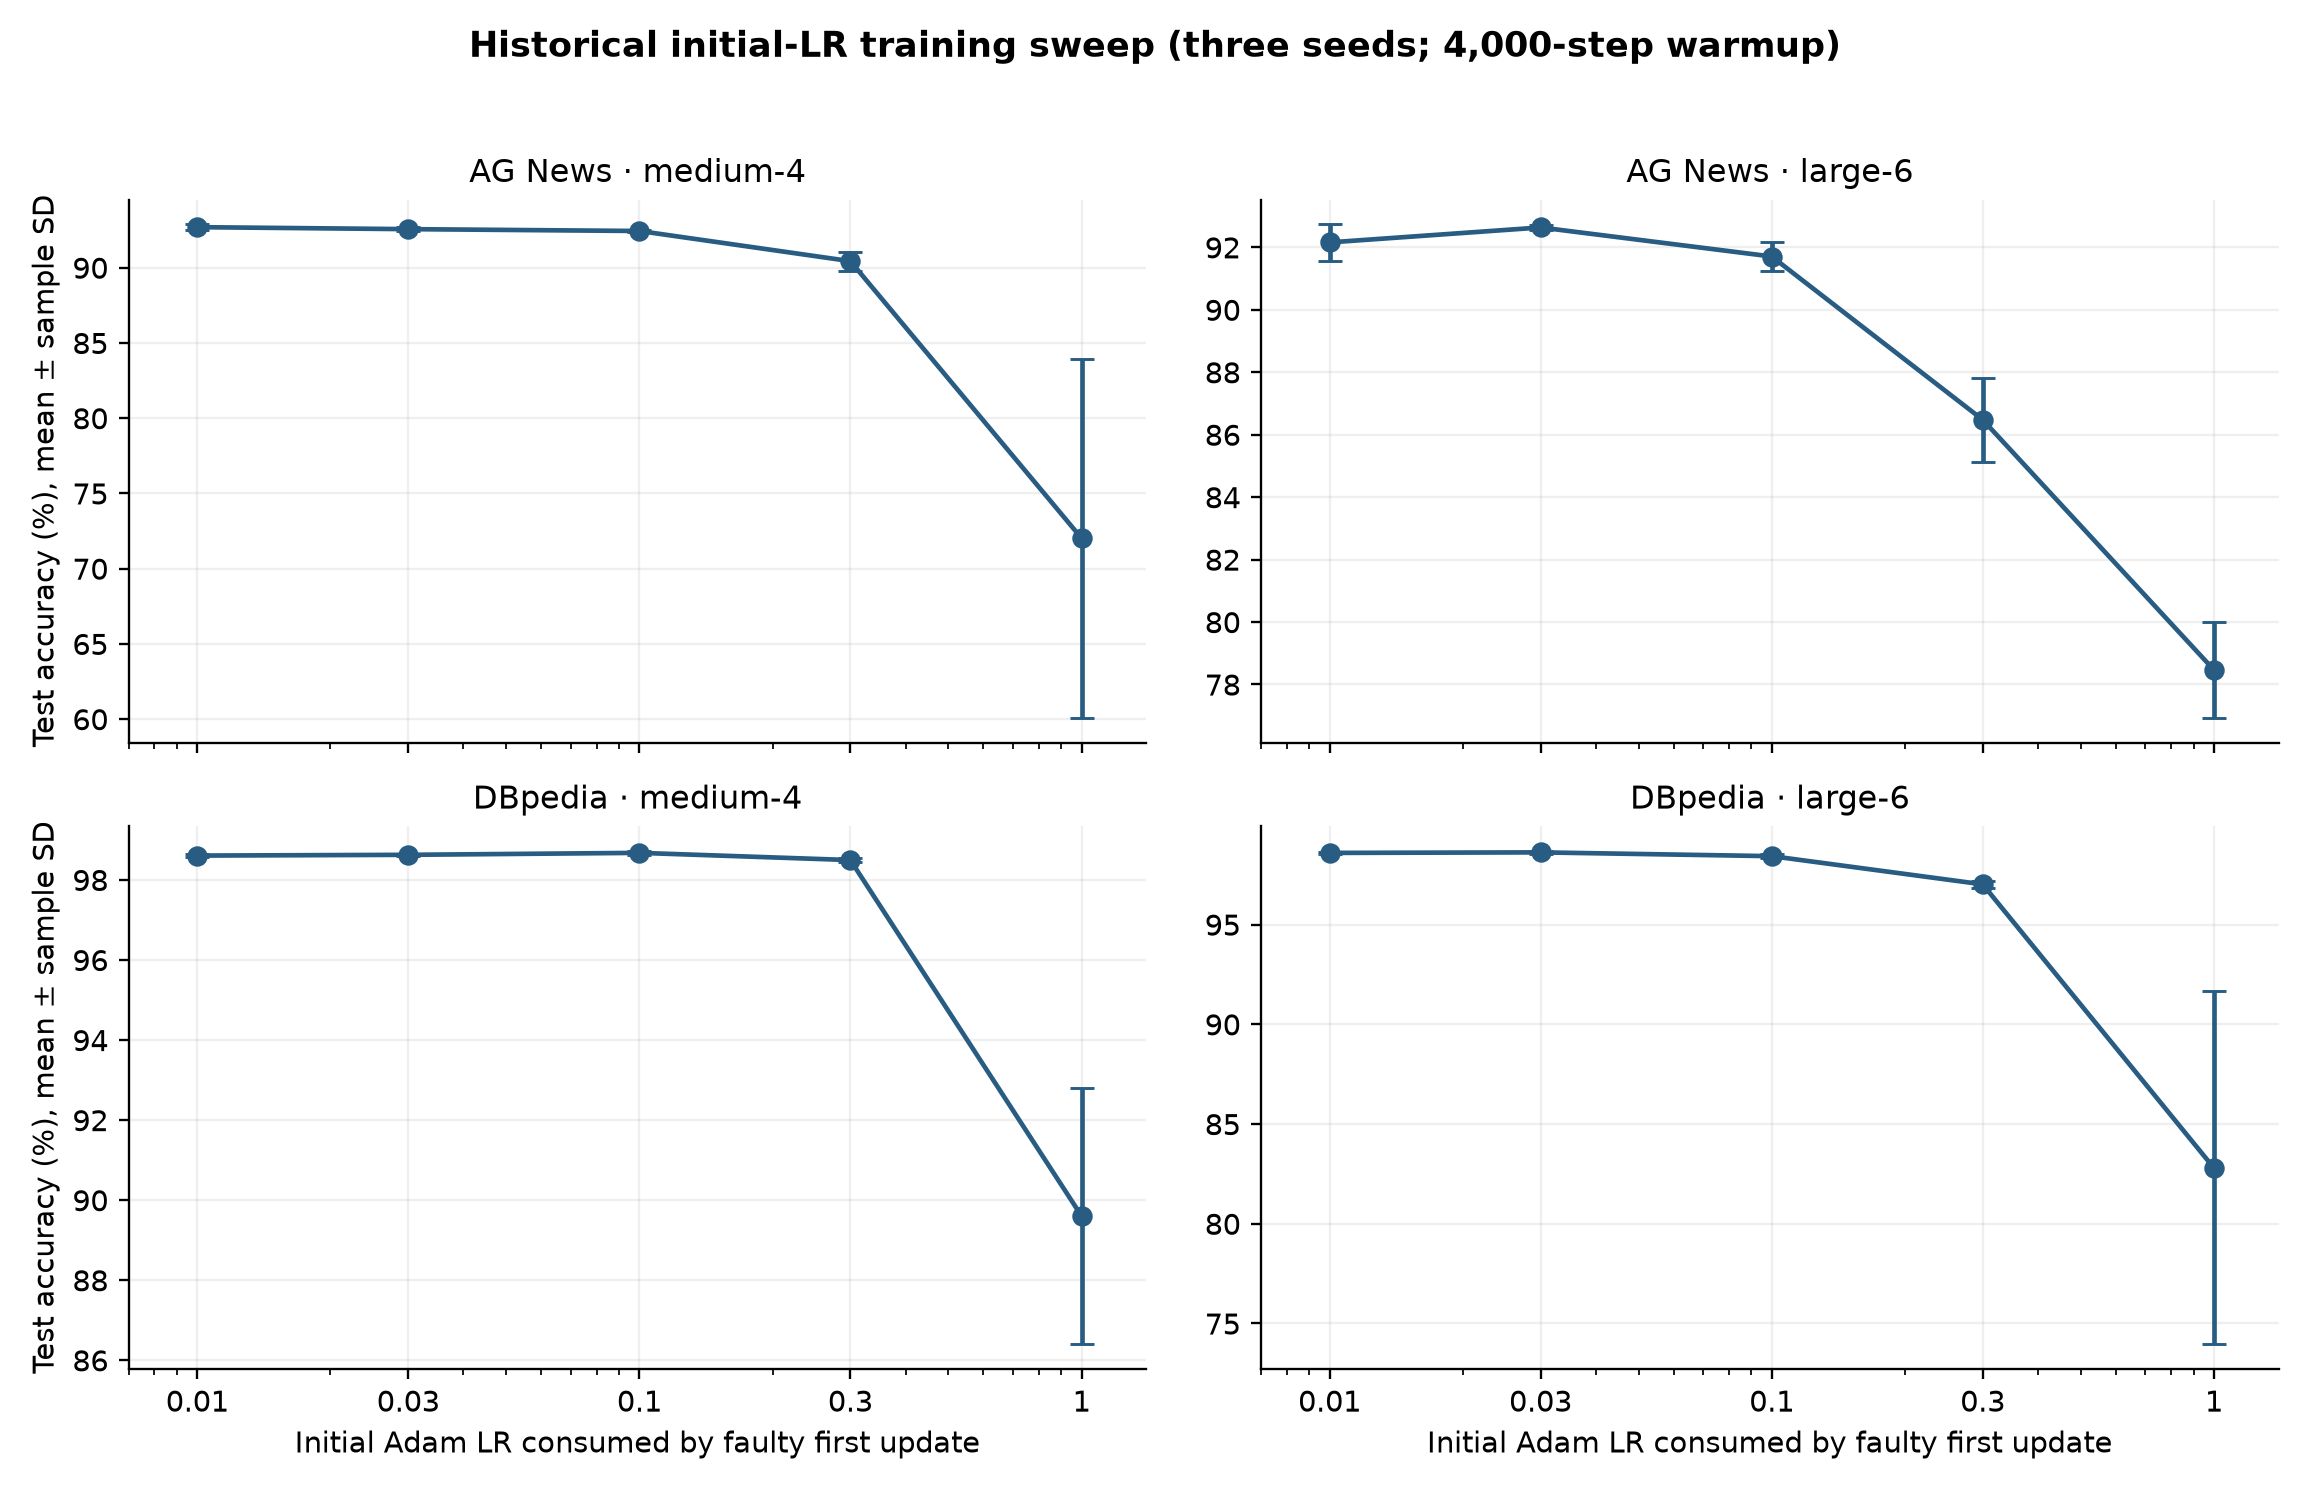 Historical initial-LR training sweep (three seeds; 4,000-step warmup)
AG News · medium-4
Test accuracy (%), mean ± sample SD
90
85
80
75
70
65
60
AG News · large-6
92
90
88
86
84
82
80
78
DBpedia · medium-4
Test accuracy (%), mean ± sample SD
98
96
94
92
90
88
86
0.01 0.03 0.1 0.3 1
Initial Adam LR consumed by faulty first update
DBpedia · large-6
95
90
85
80
75
0.01 0.03 0.1 0.3 1
Initial Adam LR consumed by faulty first update